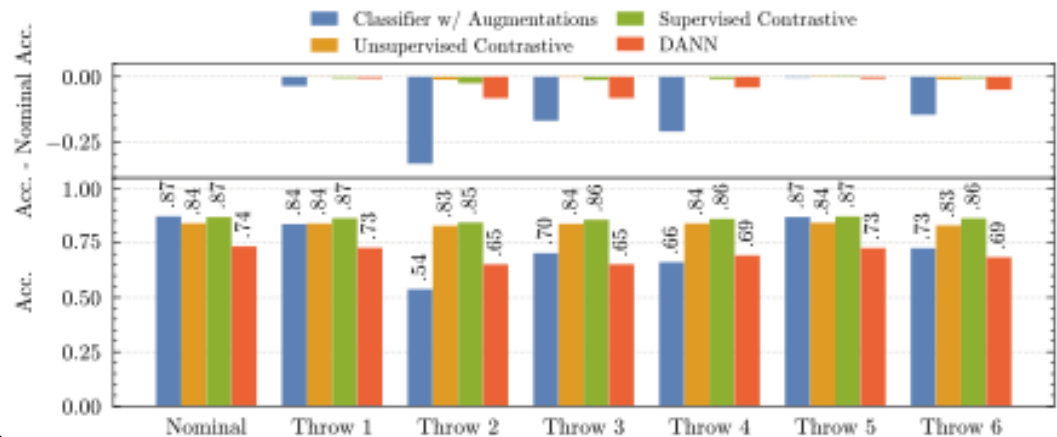 Classifier w/ Augmentations
Supervised Contrastive
Unsupervised Contrastive
DANN
Acc. - Nominal Acc.
0.00
−0.25
Acc.
1.00
0.75
0.50
0.25
0.00
.87 .84 .87 .74
.84 .84 .87 .73
.54 .83 .85 .65
.70 .84 .86 .65
.66 .84 .86 .69
.87 .84 .87 .73
.73 .83 .86 .69
Nominal Throw 1 Throw 2 Throw 3 Throw 4 Throw 5 Throw 6